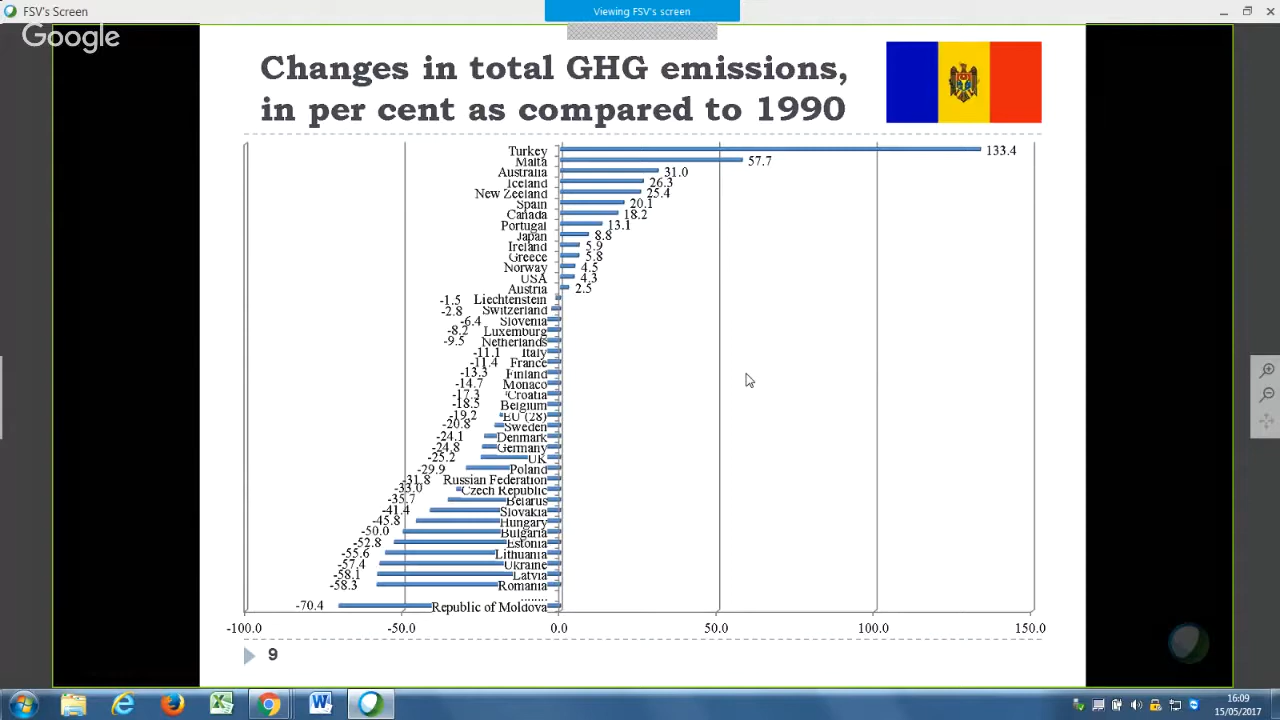 FSV's Screen
Viewing FSV's screen
Google
Changes in total GHG emissions,
in per cent as compared to 1990
Turkey 133.4
Malta 57.7
Australia 31.0
Iceland 26.3
New Zeeland 25.4
Spain 20.1
Canada 18.2
Portugal 13.1
Japan 8.8
Ireland 5.9
Greece 5.8
Norway 4.5
USA 4.3
Austria 2.5
-1.5 Liechtenstein
-2.8 Switzerland
-6.4 Slovenia
-8.2 Luxemburg
-9.5 Netherlands
-11.1 Italy
-11.4 France
-13.3 Finland
-14.7 Monaco
-17.3 Croatia
-18.5 Belgium
-19.2 EU (28)
-20.8 Sweden
-24.1 Denmark
-24.8 Germany
-25.2 UK
-29.9 Poland
-31.8 Russian Federation
-33.0 Czech Republic
-35.7 Belarus
-41.4 Slovakia
-45.8 Hungary
-50.0 Bulgaria
-52.8 Estonia
-55.6 Lithuania
-57.4 Ukraine
-58.1 Latvia
-58.3 Romania
........
-70.4 Republic of Moldova
-100.0 -50.0 0.0 50.0 100.0 150.0
9
16:09
15/05/2017